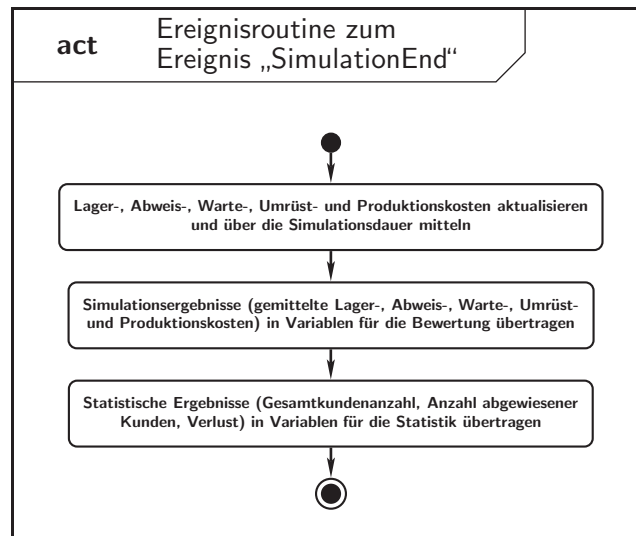 act
Ereignisroutine zum
Ereignis „SimulationEnd“
Lager-, Abweis-, Warte-, Umrüst- und Produktionskosten aktualisieren
und über die Simulationsdauer mitteln
Simulationsergebnisse (gemittelte Lager-, Abweis-, Warte-, Umrüst-
und Produktionskosten) in Variablen für die Bewertung übertragen
Statistische Ergebnisse (Gesamtkundenanzahl, Anzahl abgewiesener
Kunden, Verlust) in Variablen für die Statistik übertragen